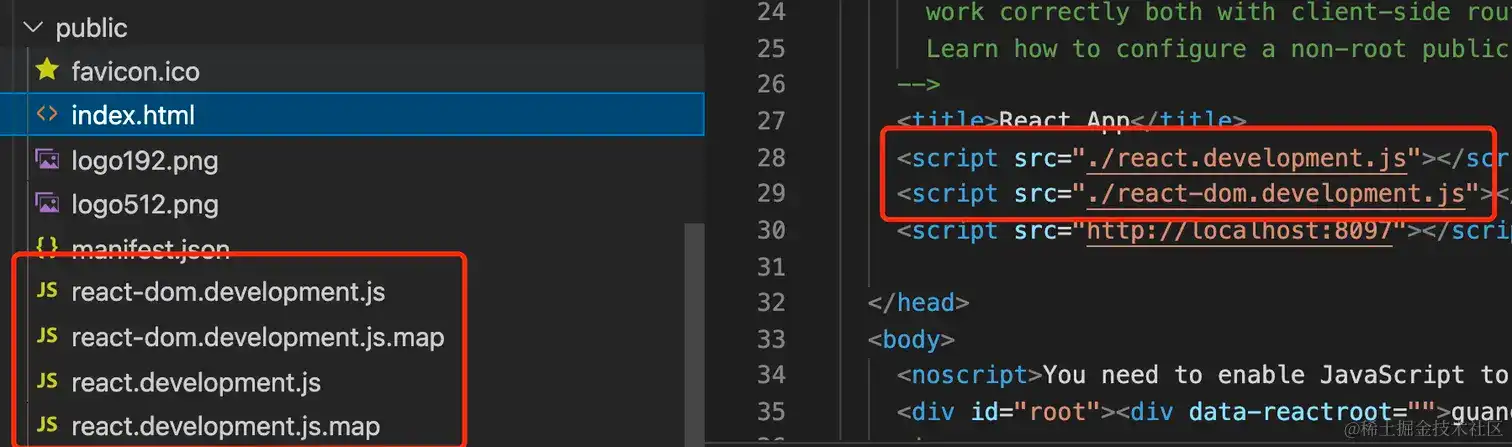 public
favicon.ico
<> index.html
logo192.png
logo512.png
{} manifest.json
JS react-dom.development.js
JS react-dom.development.js.map
JS react.development.js
JS react.development.js.map
24 work correctly both with client-side rou
25 Learn how to configure a non-root public
26 -->
27 <title>React App</title>
28 <script src="./react.development.js"></scr
29 <script src="./react-dom.development.js"></
30 <script src="http://localhost:8097"></scrip
31
32 </head>
33 <body>
34 <noscript>You need to enable JavaScript to
35 <div id="root"><div data-reactroot="">guan
@稀土掘金技术社区